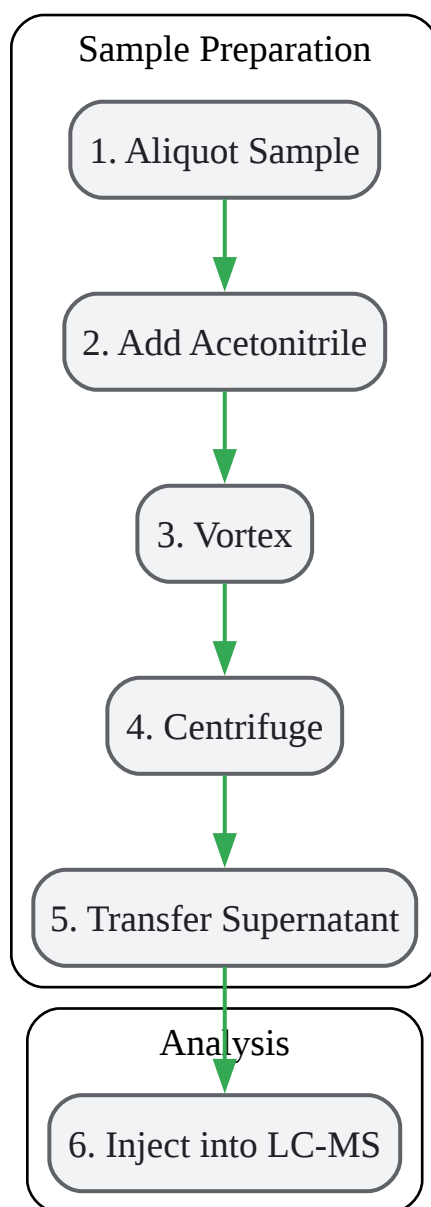 Sample Preparation
1. Aliquot Sample
2. Add Acetonitrile
3. Vortex
4. Centrifuge
5. Transfer Supernatant
Analysis
6. Inject into LC-MS